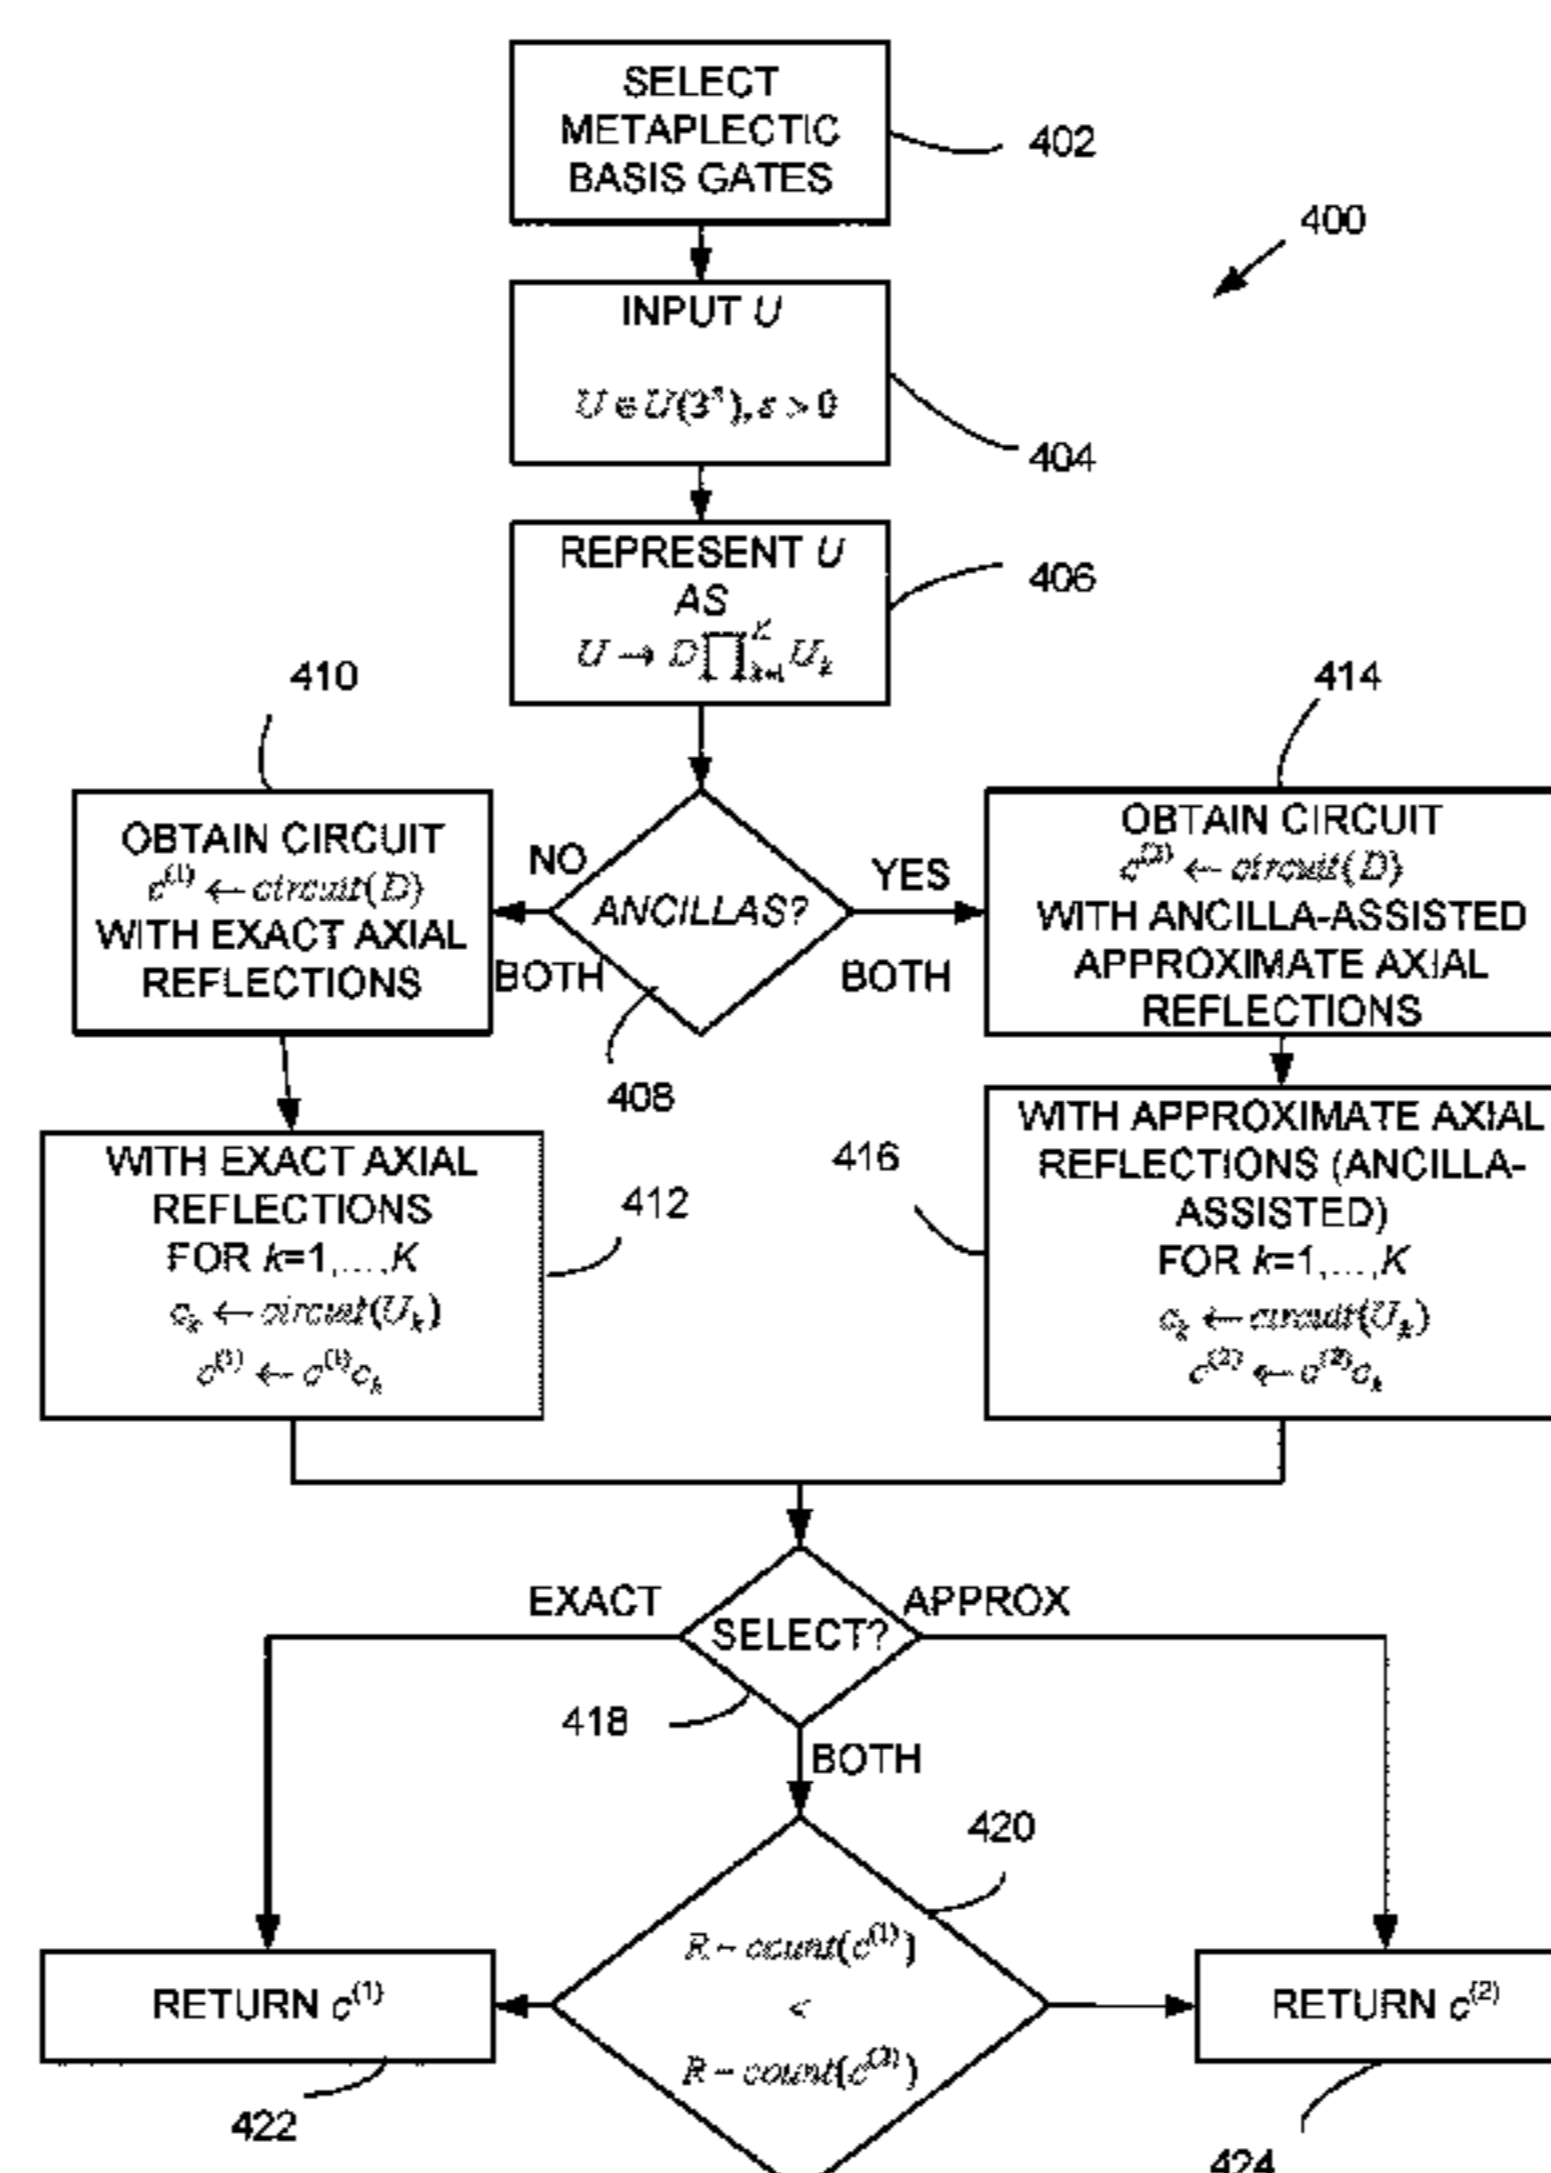 SELECT
METAPLECTIC
BASIS GATES
402
400
INPUT U
U ∈ U(3ⁿ), ε > 0
404
REPRESENT U
AS
U → D∏ᴷₖ₌₁ Uₖ
406
410
414
OBTAIN CIRCUIT
c⁽¹⁾ ← circuit(D)
WITH EXACT AXIAL
REFLECTIONS
NO
BOTH
ANCILLAS?
YES
BOTH
408
OBTAIN CIRCUIT
c⁽²⁾ ← circuit(D)
WITH ANCILLA-ASSISTED
APPROXIMATE AXIAL
REFLECTIONS
WITH EXACT AXIAL
REFLECTIONS
FOR k=1,...,K
cₖ ← circuit(Uₖ)
c⁽¹⁾ ← c⁽¹⁾cₖ
412
416
WITH APPROXIMATE AXIAL
REFLECTIONS (ANCILLA-
ASSISTED)
FOR k=1,...,K
cₖ ← circuit(Uₖ)
c⁽²⁾ ← c⁽²⁾cₖ
EXACT
SELECT?
APPROX
418
BOTH
420
R - count(c⁽¹⁾)
<
R - count(c⁽²⁾)
RETURN c⁽¹⁾
422
RETURN c⁽²⁾
424